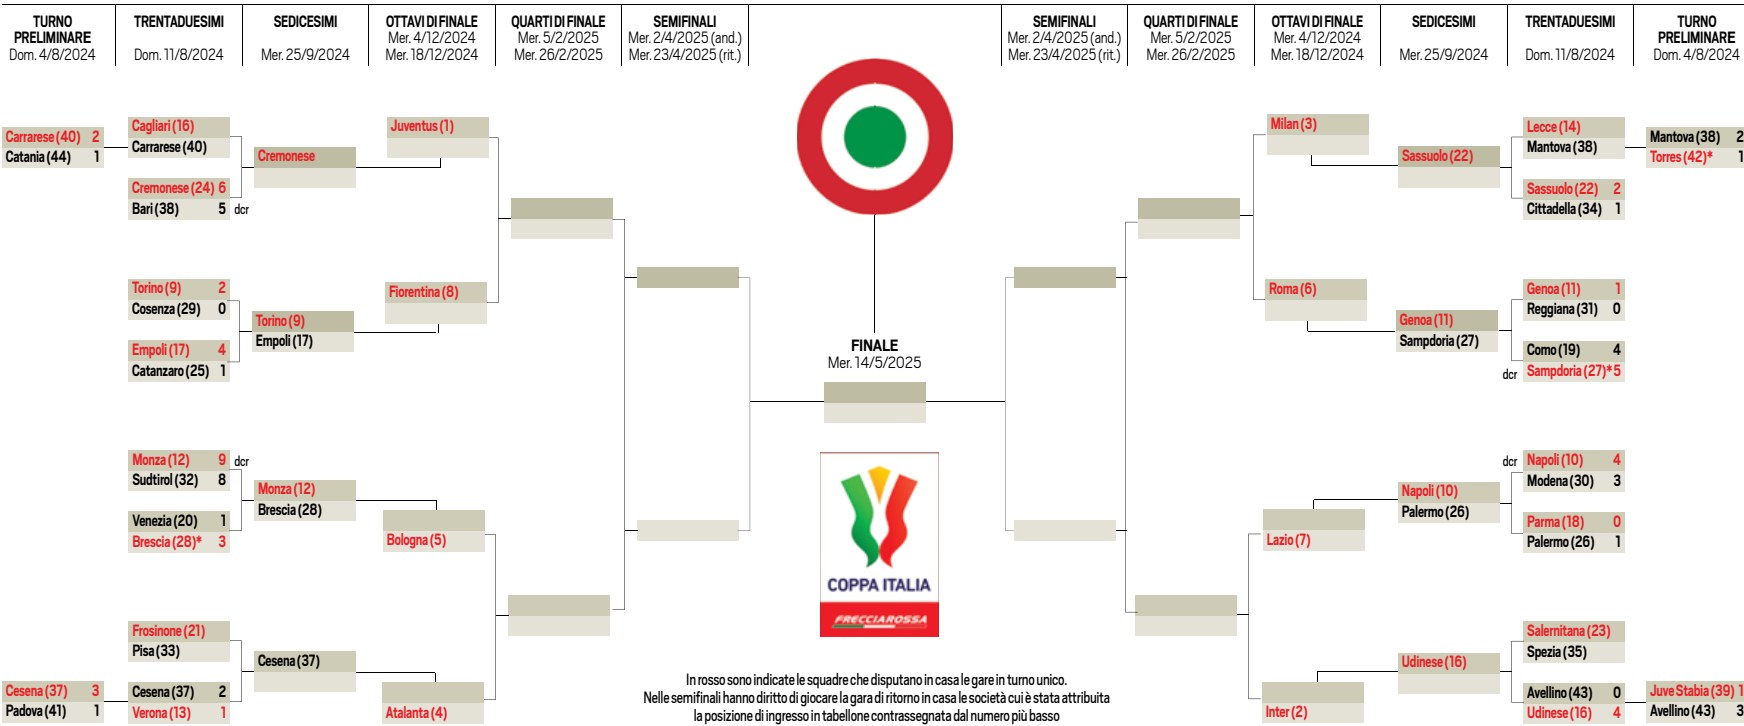 TURNO
PRELIMINARE
Dom. 4/8/2024
TRENTADUESIMI
Dom. 11/8/2024
SEDICESIMI
Mer. 25/9/2024
OTTAVI DI FINALE
Mer. 4/12/2024
Mer. 18/12/2024
QUARTI DI FINALE
Mer. 5/2/2025
Mer. 26/2/2025
SEMIFINALI
Mer. 2/4/2025 (and.)
Mer. 23/4/2025 (rit.)
SEMIFINALI
Mer. 2/4/2025 (and.)
Mer. 23/4/2025 (rit.)
QUARTI DI FINALE
Mer. 5/2/2025
Mer. 26/2/2025
OTTAVI DI FINALE
Mer. 4/12/2024
Mer. 18/12/2024
SEDICESIMI
Mer. 25/9/2024
TRENTADUESIMI
Dom. 11/8/2024
TURNO
PRELIMINARE
Dom. 4/8/2024
Carrarese (40) 2
Catania (44) 1
Cesena (37) 3
Padova (41) 1
Cagliari (16)
Carrarese (40)
Cremonese (24) 6
Bari (38) 5 dcr
Torino (9) 2
Cosenza (29) 0
Empoli (17) 4
Catanzaro (25) 1
Monza (12) 9 dcr
Sudtirol (32) 8
Venezia (20) 1
Brescia (28)* 3
Frosinone (21)
Pisa (33)
Cesena (37) 2
Verona (13) 1
Cremonese
Torino (9)
Empoli (17)
Monza (12)
Brescia (28)
Cesena (37)
Juventus (1)
Fiorentina (8)
Bologna (5)
Atalanta (4)
FINALE
Mer. 14/5/2025
COPPA ITALIA
FRECCIAROSSA
In rosso sono indicate le squadre che disputano in casa le gare in turno unico.
Nelle semifinali hanno diritto di giocare la gara di ritorno in casa le società cui è stata attribuita
la posizione di ingresso in tabellone contrassegnata dal numero più basso
Milan (3)
Roma (6)
Lazio (7)
Inter (2)
Sassuolo (22)
Genoa (11)
Sampdoria (27)
Napoli (10)
Palermo (26)
Udinese (16)
Lecce (14)
Mantova (38)
Sassuolo (22) 2
Cittadella (34) 1
Genoa (11) 1
Reggiana (31) 0
Como (19) 4
dcr Sampdoria (27)* 5
dcr Napoli (10) 4
Modena (30) 3
Parma (18) 0
Palermo (26) 1
Salernitana (23)
Spezia (35)
Avellino (43) 0
Udinese (16) 4
Mantova (38) 2
Torres (42)* 1
Juve Stabia (39) 1
Avellino (43) 3